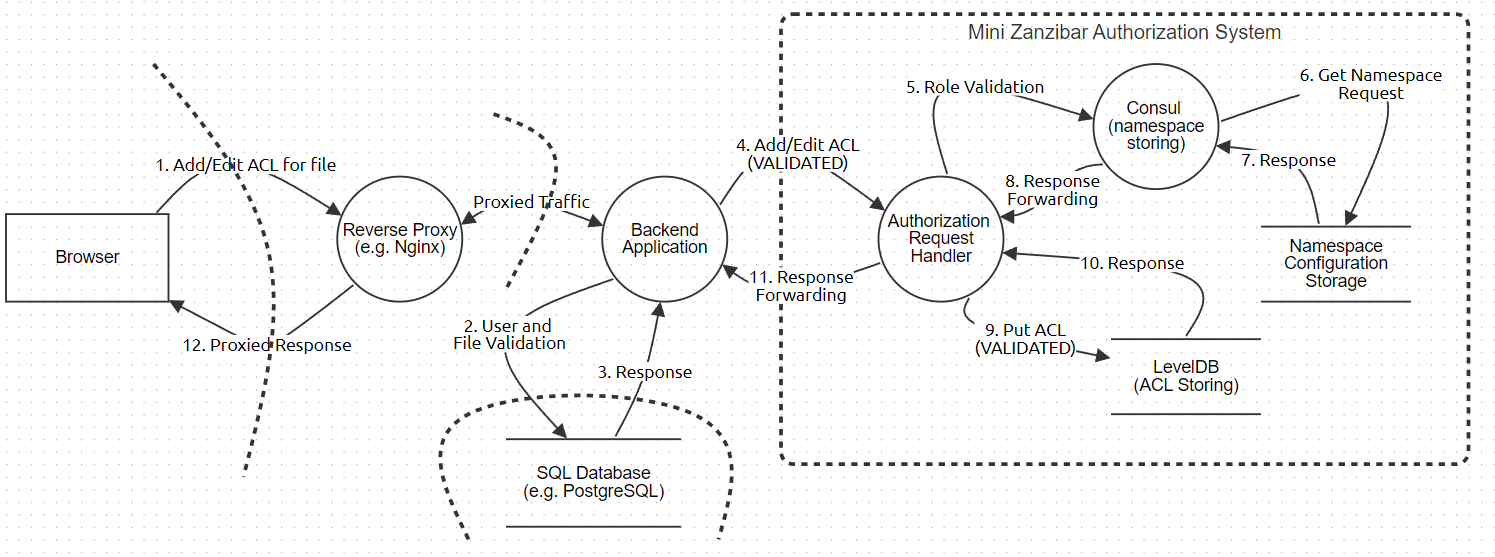 Mini Zanzibar Authorization System
1. Add/Edit ACL for file
Browser
Reverse Proxy
(e.g. Nginx)
12. Proxied Response
Proxied Traffic
Backend
Application
2. User and
File Validation
3. Response
SQL Database
(e.g. PostgreSQL)
4. Add/Edit ACL
(VALIDATED)
11. Response
Forwarding
Authorization
Request
Handler
5. Role Validation
Consul
(namespace
storing)
6. Get Namespace
Request
7. Response
8. Response
Forwarding
Namespace
Configuration
Storage
10. Response
9. Put ACL
(VALIDATED)
LevelDB
(ACL Storing)